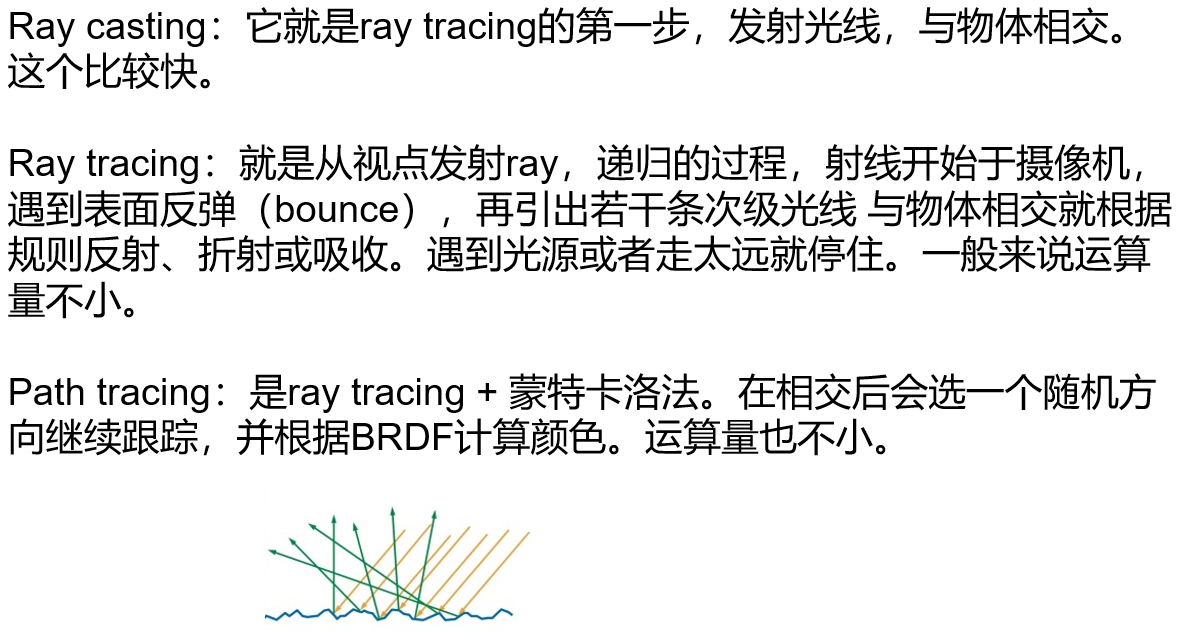 Ray casting：它就是ray tracing的第一步，发射光线，与物体相交。
这个比较快。
Ray tracing：就是从视点发射ray，递归的过程，射线开始于摄像机，
遇到表面反弹（bounce），再引出若干条次级光线 与物体相交就根据
规则反射、折射或吸收。遇到光源或者走太远就停住。一般来说运算
量不小。
Path tracing：是ray tracing + 蒙特卡洛法。在相交后会选一个随机方
向继续跟踪，并根据BRDF计算颜色。运算量也不小。